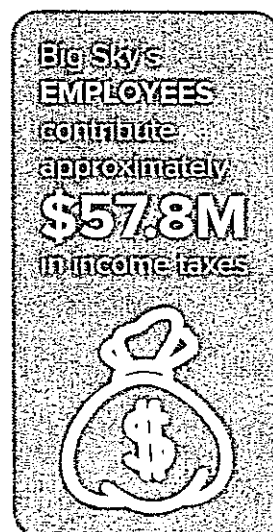 Big Sky's
EMPLOYEES
contribute
approximately
$57.8M
in income taxes
$